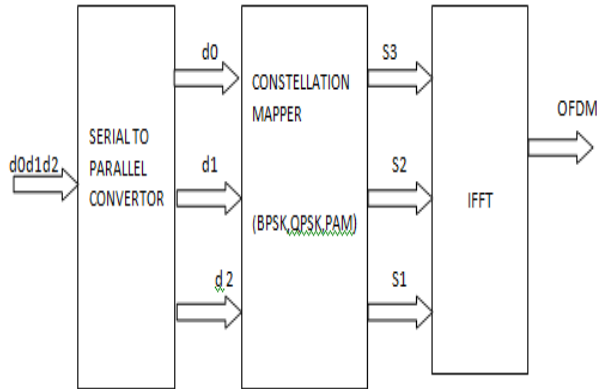 d0d1d2
SERIAL TO
PARALLEL
CONVERTOR
d0
d1
d 2
CONSTELLATION
MAPPER
(BPSK,QPSK,PAM)
S3
S2
S1
IFFT
OFDM